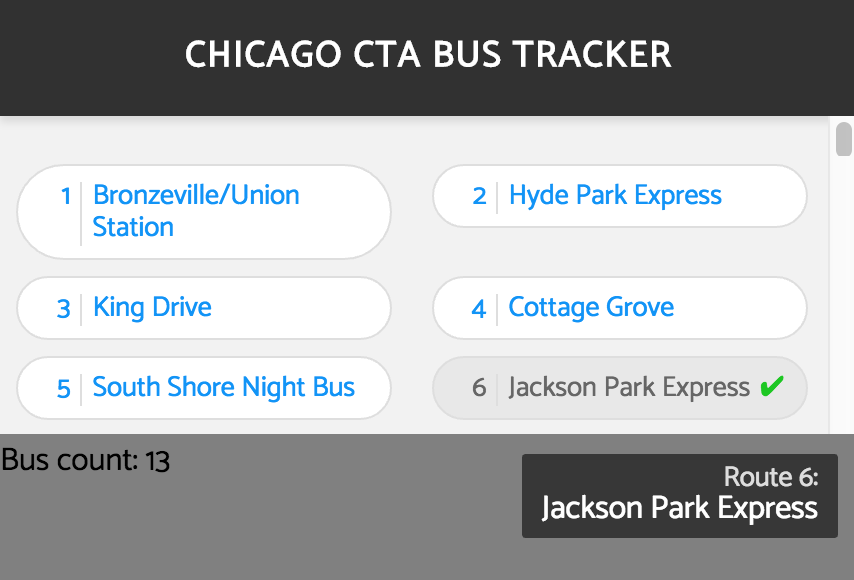 CHICAGO CTA BUS TRACKER
1 Bronzeville/Union
Station
2 Hyde Park Express
3 King Drive
4 Cottage Grove
5 South Shore Night Bus
6 Jackson Park Express ✔
Bus count: 13
Route 6:
Jackson Park Express